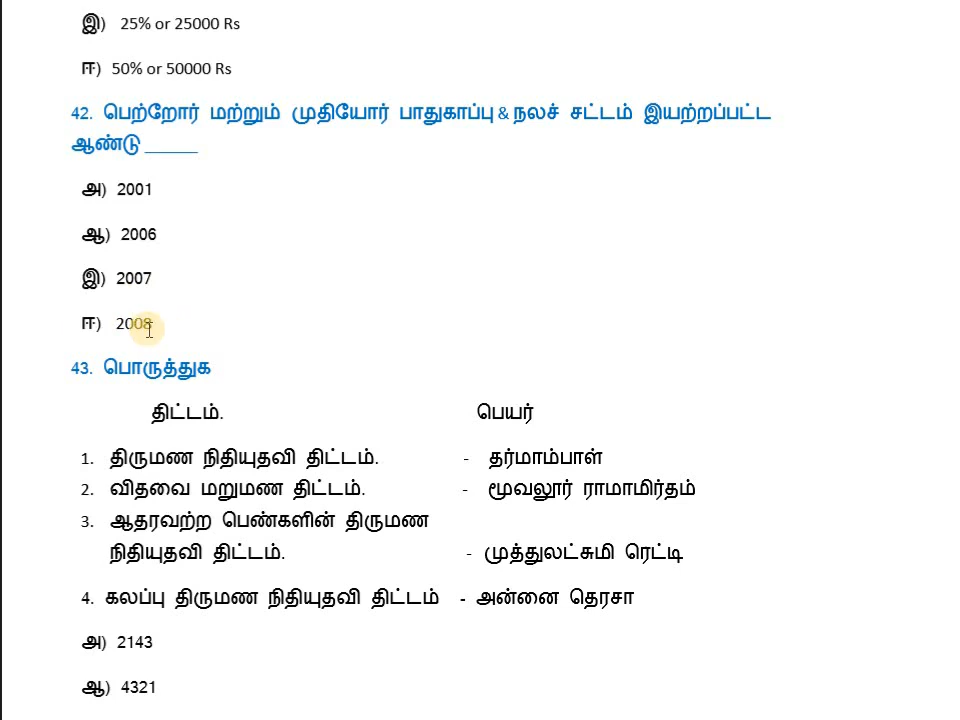 இ) 25% or 25000 Rs
ஈ) 50% or 50000 Rs
42. பெற்றோர் மற்றும் முதியோர் பாதுகாப்பு & நலச் சட்டம் இயற்றப்பட்ட
ஆண்டு ______
அ) 2001
ஆ) 2006
இ) 2007
ஈ) 2008
43. பொருத்துக
திட்டம். பெயர்
1. திருமண நிதியுதவி திட்டம். - தர்மாம்பாள்
2. விதவை மறுமண திட்டம். - மூவலூர் ராமாமிர்தம்
3. ஆதரவற்ற பெண்களின் திருமண
நிதியுதவி திட்டம். - முத்துலட்சுமி ரெட்டி
4. கலப்பு திருமண நிதியுதவி திட்டம் - அன்னை தெரசா
அ) 2143
ஆ) 4321